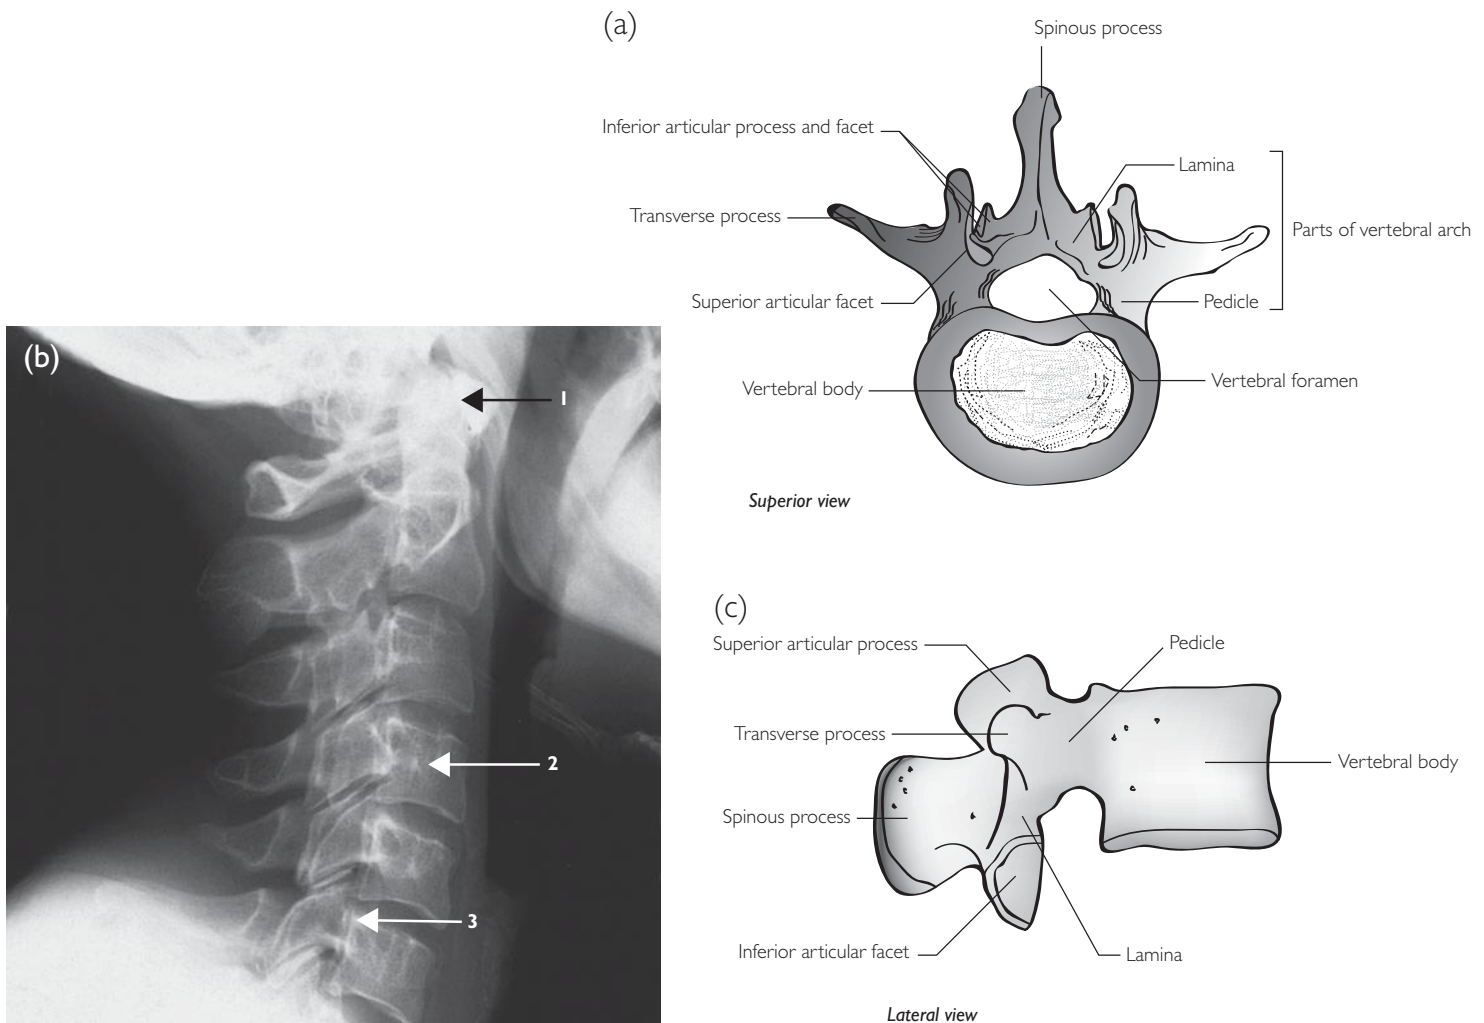 (a)
Spinous process
Inferior articular process and facet
Lamina
Transverse process
Parts of vertebral arch
Superior articular facet
Pedicle
Vertebral body
Vertebral foramen
Superior view
(b)
1
2
3
(c)
Superior articular process
Pedicle
Transverse process
Vertebral body
Spinous process
Inferior articular facet
Lamina
Lateral view